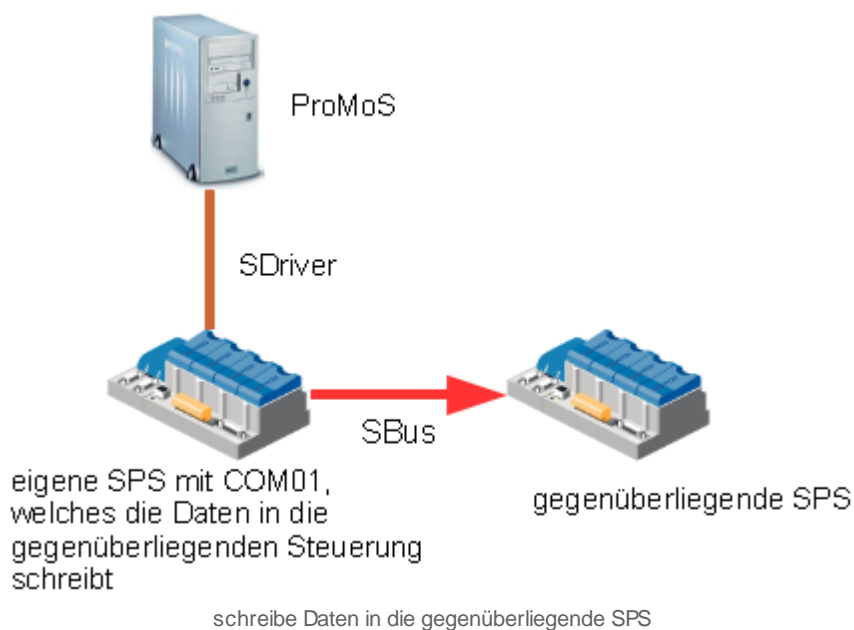 ProMoS
SDriver
SBus
eigene SPS mit COM01,
welches die Daten in die
gegenüberliegenden Steuerung
schreibt
gegenüberliegende SPS
schreibe Daten in die gegenüberliegende SPS